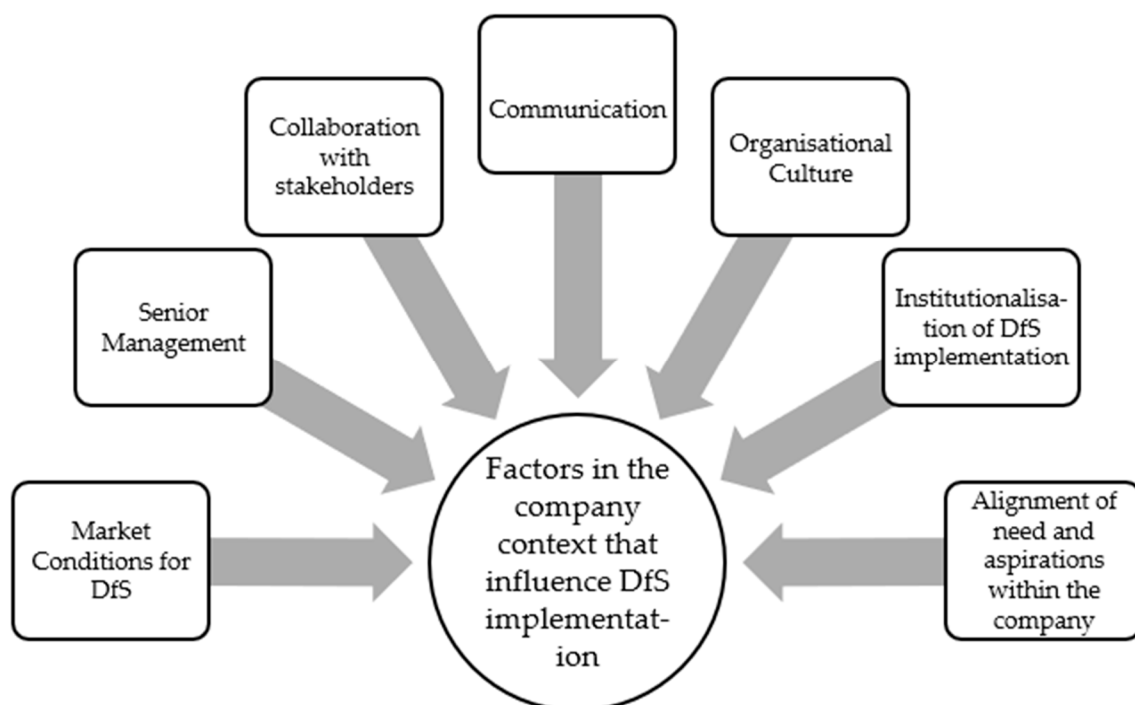 Communication
Collaboration
with
stakeholders
Organisational
Culture
Senior
Management
Institutionalisa-
tion of DfS
implementation
Market
Conditions for
DfS
Factors in the
company
context that
influence DfS
implementat-
ion
Alignment of
need and
aspirations
within the
company